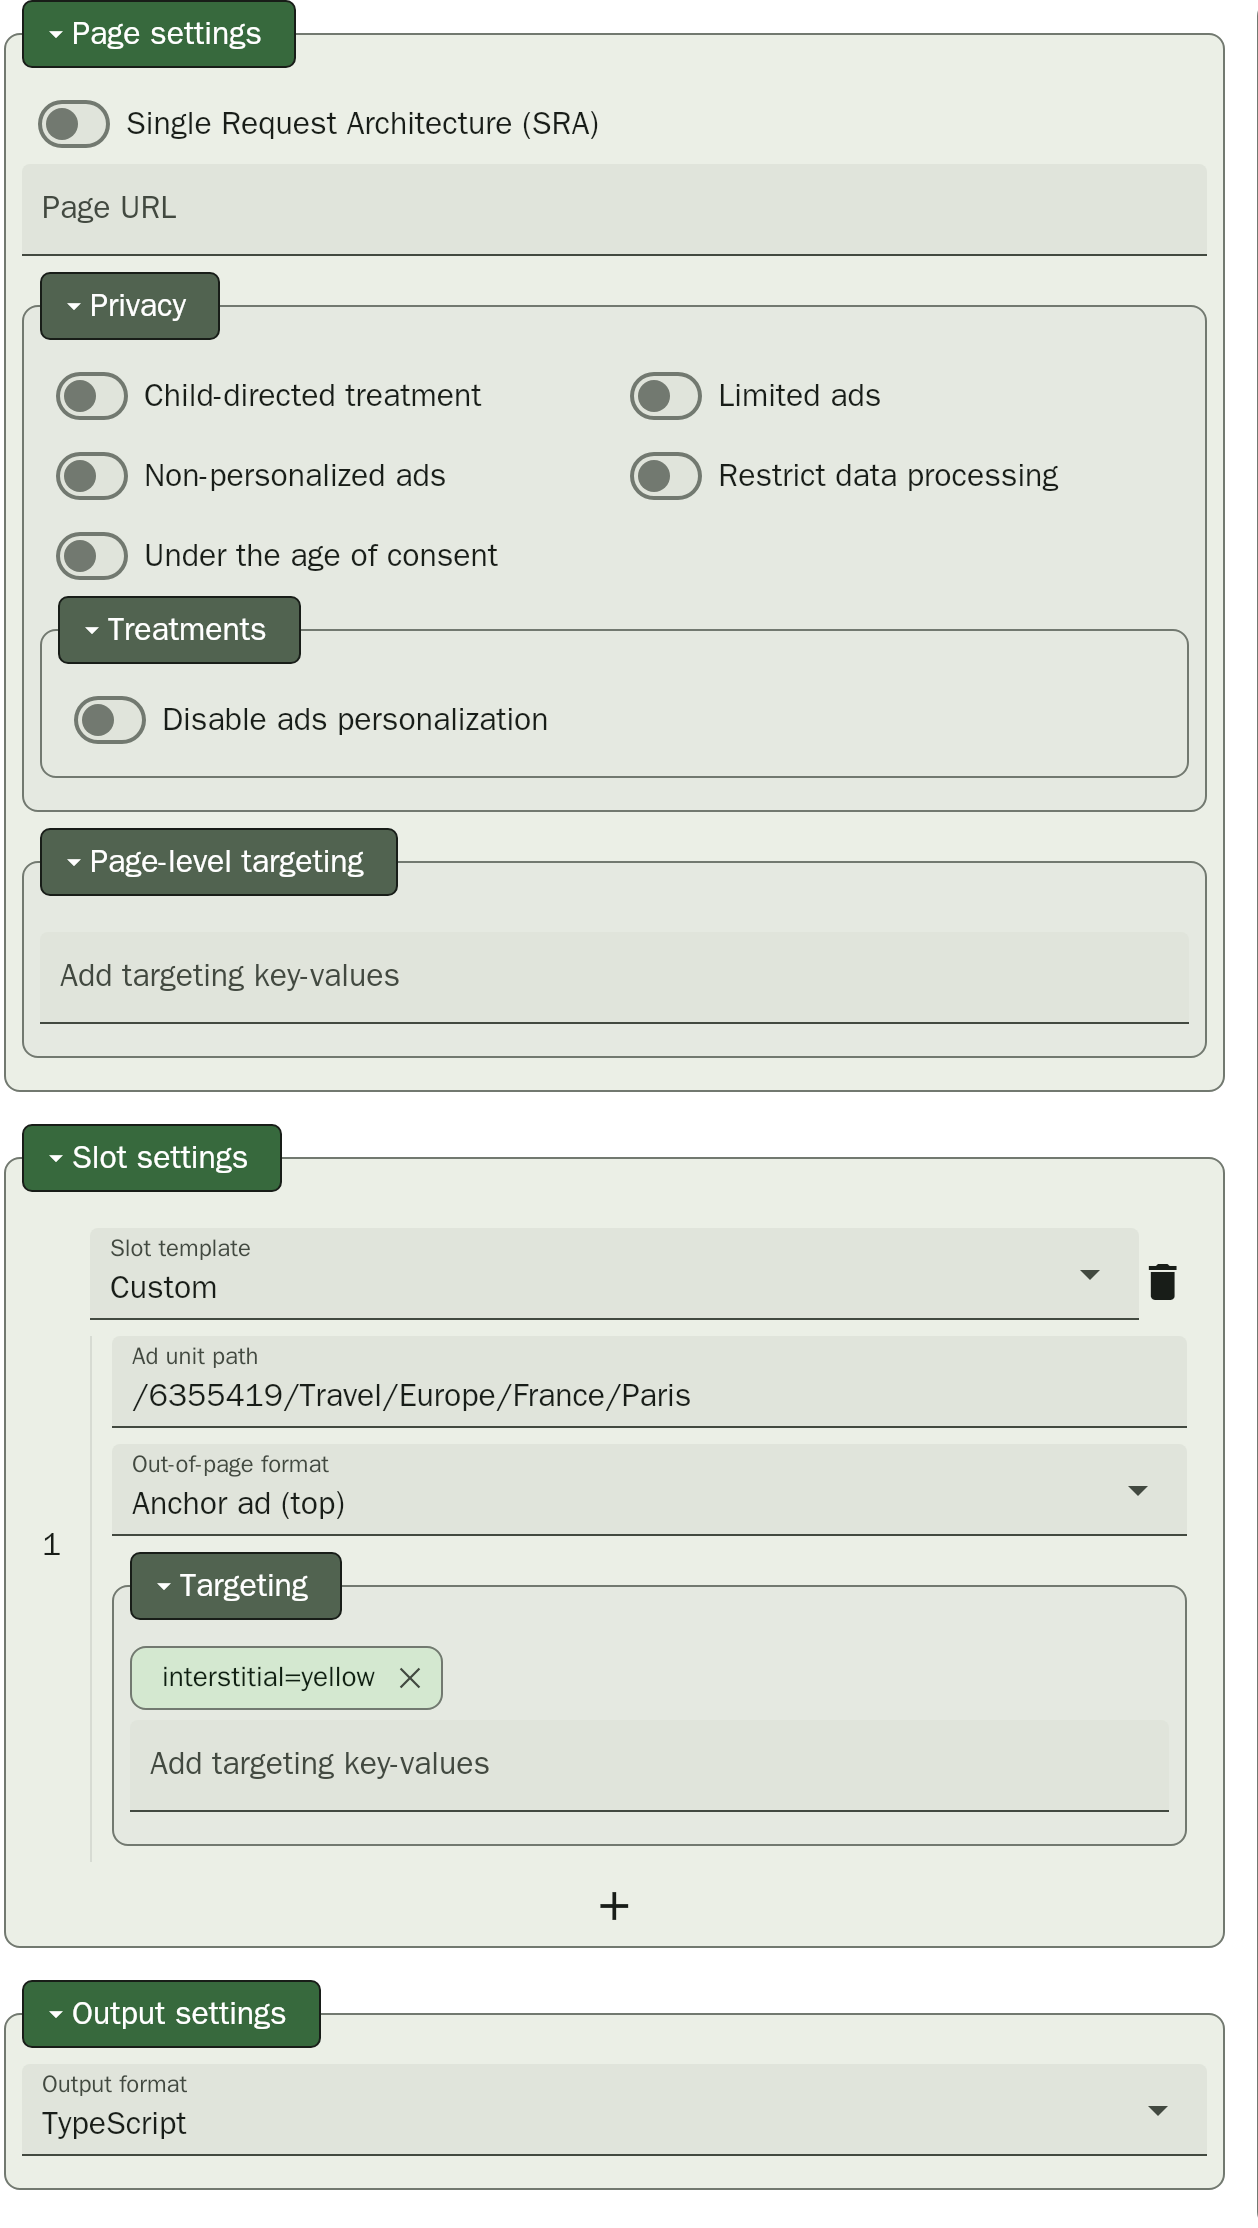 Page settings
Single Request Architecture (SRA)
Page URL
Privacy
Child-directed treatment
Limited ads
Non-personalized ads
Restrict data processing
Under the age of consent
Treatments
Disable ads personalization
Page-level targeting
Add targeting key-values
Slot settings
Slot template
Custom
Ad unit path
/6355419/Travel/Europe/France/Paris
Out-of-page format
Anchor ad (top)
1
Targeting
interstitial=yellow
Add targeting key-values
Output settings
Output format
TypeScript